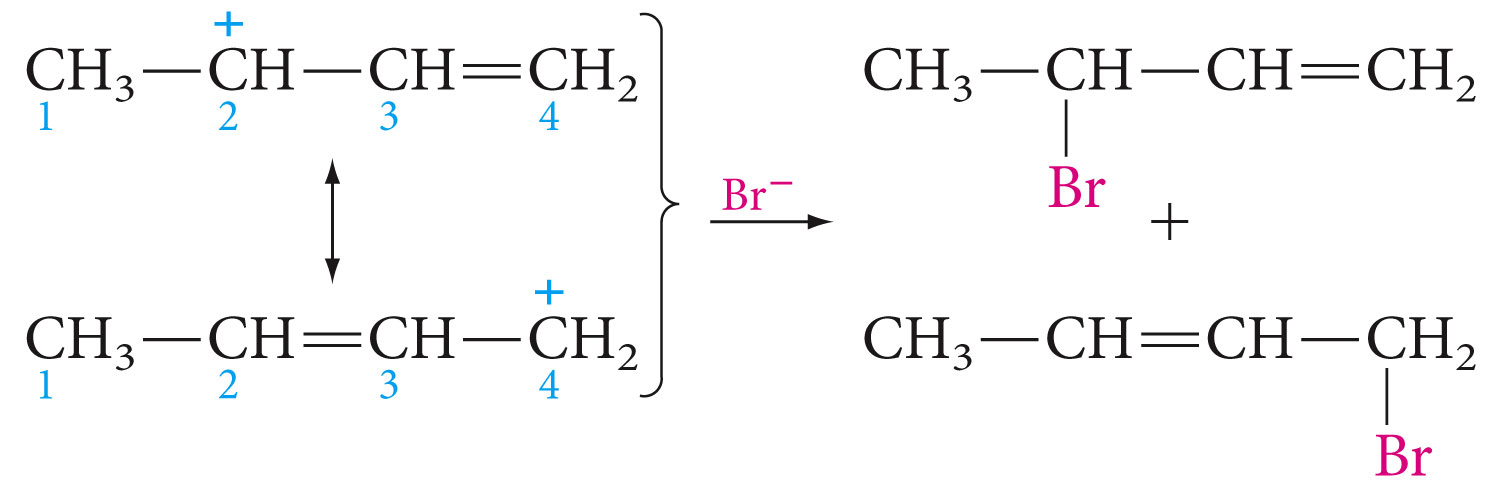 +
CH₃—CH—CH=CH₂
1 2 3 4
+
CH₃—CH=CH—CH₂
1 2 3 4
Br⁻
CH₃—CH—CH=CH₂
Br
+
CH₃—CH=CH—CH₂
Br